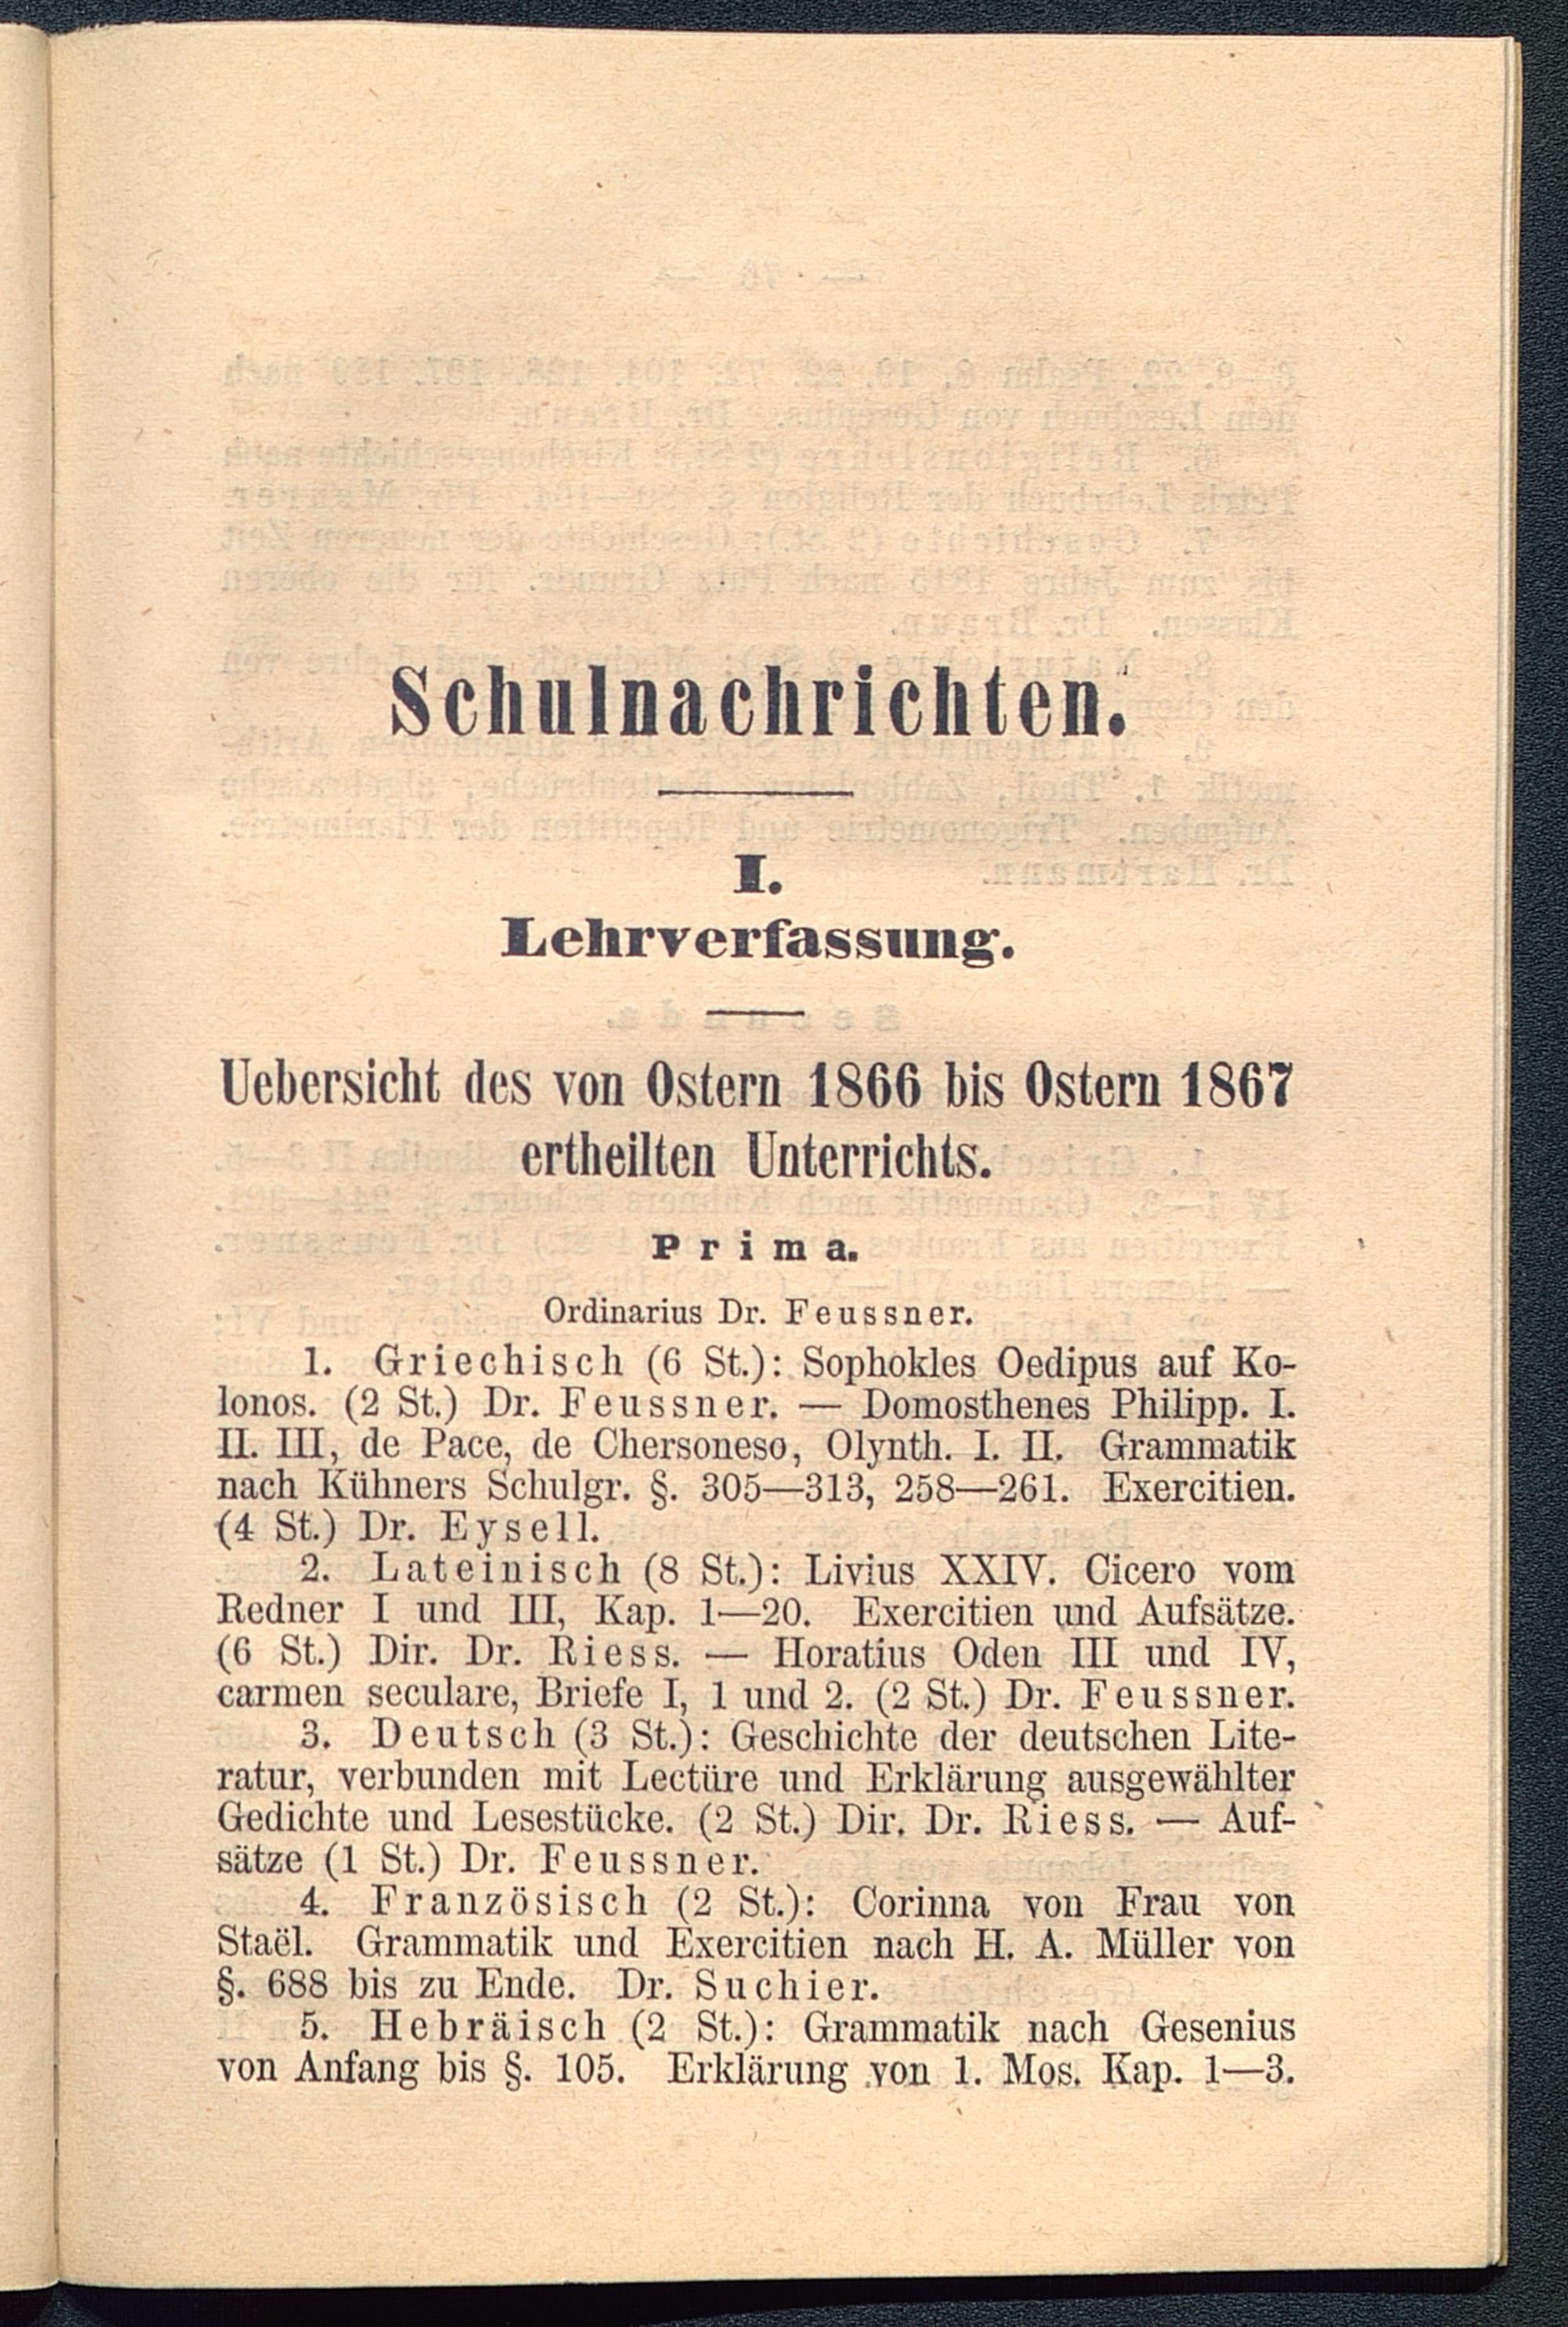 Schulnachrichten.
I.
Lehrverfassung.
Uebersicht des von Ostern 1866 bis Ostern 1867
ertheilten Unterrichts.
Prima.
Ordinarius Dr. Feussner.
1. Griechisch (6 St.): Sophokles Oedipus auf Ko-
lonos. (2 St.) Dr. Feussner. — Domosthenes Philipp. I.
II. III, de Pace, de Chersoneso, Olynth. I. II. Grammatik
nach Kühners Schulgr. §. 305—313, 258—261. Exercitien.
(4 St.) Dr. Eysell.
2. Lateinisch (8 St.): Livius XXIV. Cicero vom
Redner I und III, Kap. 1—20. Exercitien und Aufsätze.
(6 St.) Dir. Dr. Riess. — Horatius Oden III und IV,
carmen seculare, Briefe I, 1 und 2. (2 St.) Dr. Feussner.
3. Deutsch (3 St.): Geschichte der deutschen Lite-
ratur, verbunden mit Lectüre und Erklärung ausgewählter
Gedichte und Lesestücke. (2 St.) Dir. Dr. Riess. — Auf-
sätze (1 St.) Dr. Feussner.
4. Französisch (2 St.): Corinna von Frau von
Staël. Grammatik und Exercitien nach H. A. Müller von
§. 688 bis zu Ende. Dr. Suchier.
5. Hebräisch (2 St.): Grammatik nach Gesenius
von Anfang bis §. 105. Erklärung von 1. Mos. Kap. 1—3.